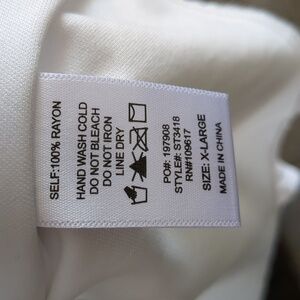 SELF: 100% RAYON
HAND WASH COLD
DO NOT BLEACH
DO NOT IRON
LINE DRY
PO#: 197908
STYLE#: ST3418
RN#109617
SIZE: X-LARGE
MADE IN CHINA